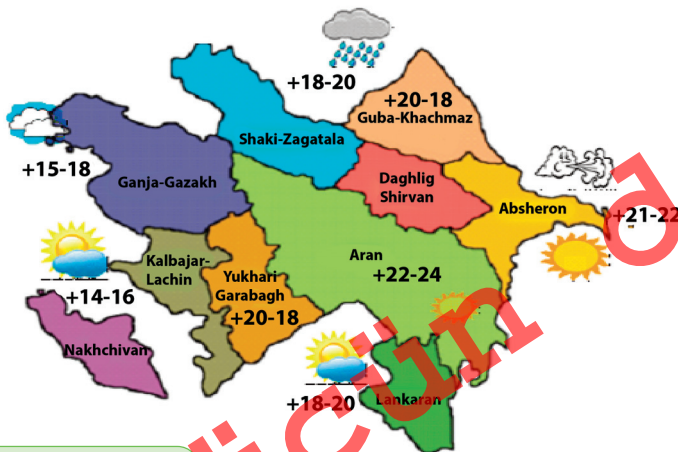 +18-20
+20-18
Guba-Khachmaz
Shaki-Zagatala
+15-18
Ganja-Gazakh
Daghlig
Shirvan
Absheron
+21-22
Kalbajar-
Lachin
Yukhari
Garabagh
+20-18
Aran
+22-24
+14-16
Nakhchivan
+18-20
Lankaran